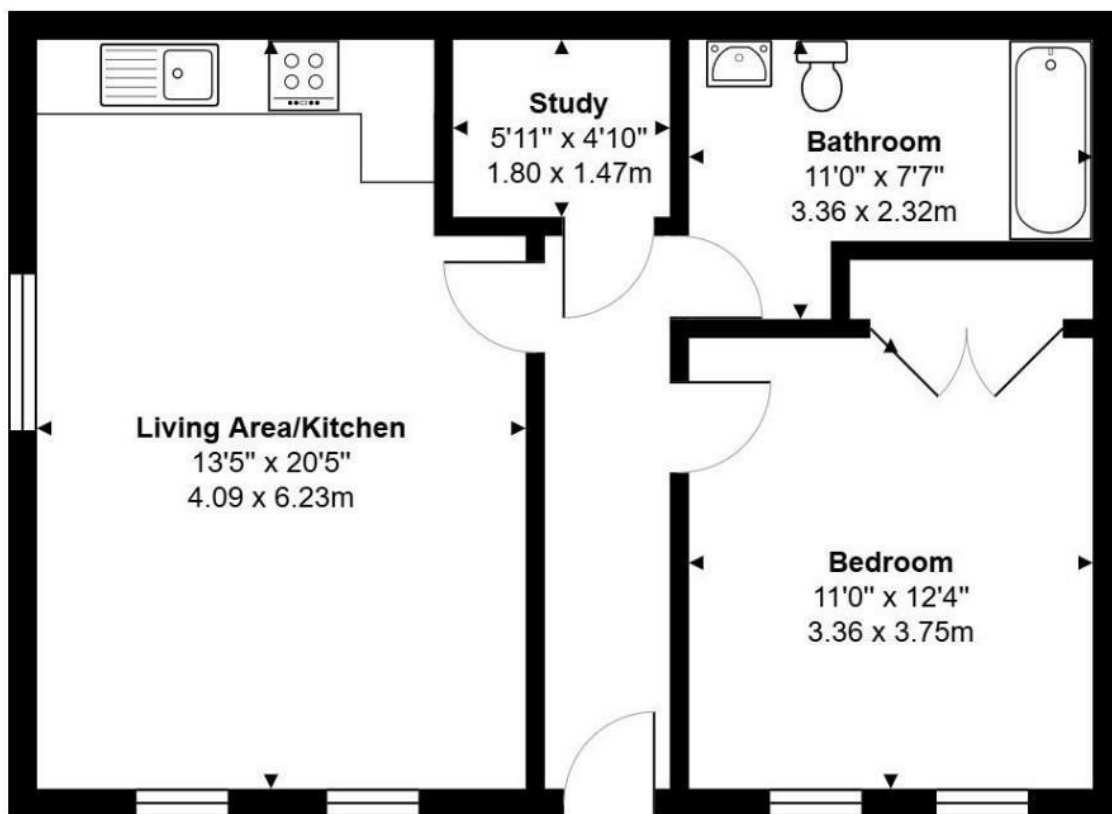 Study
5'11" x 4'10"
1.80 x 1.47m
Bathroom
11'0" x 7'7"
3.36 x 2.32m
Living Area/Kitchen
13'5" x 20'5"
4.09 x 6.23m
Bedroom
11'0" x 12'4"
3.36 x 3.75m